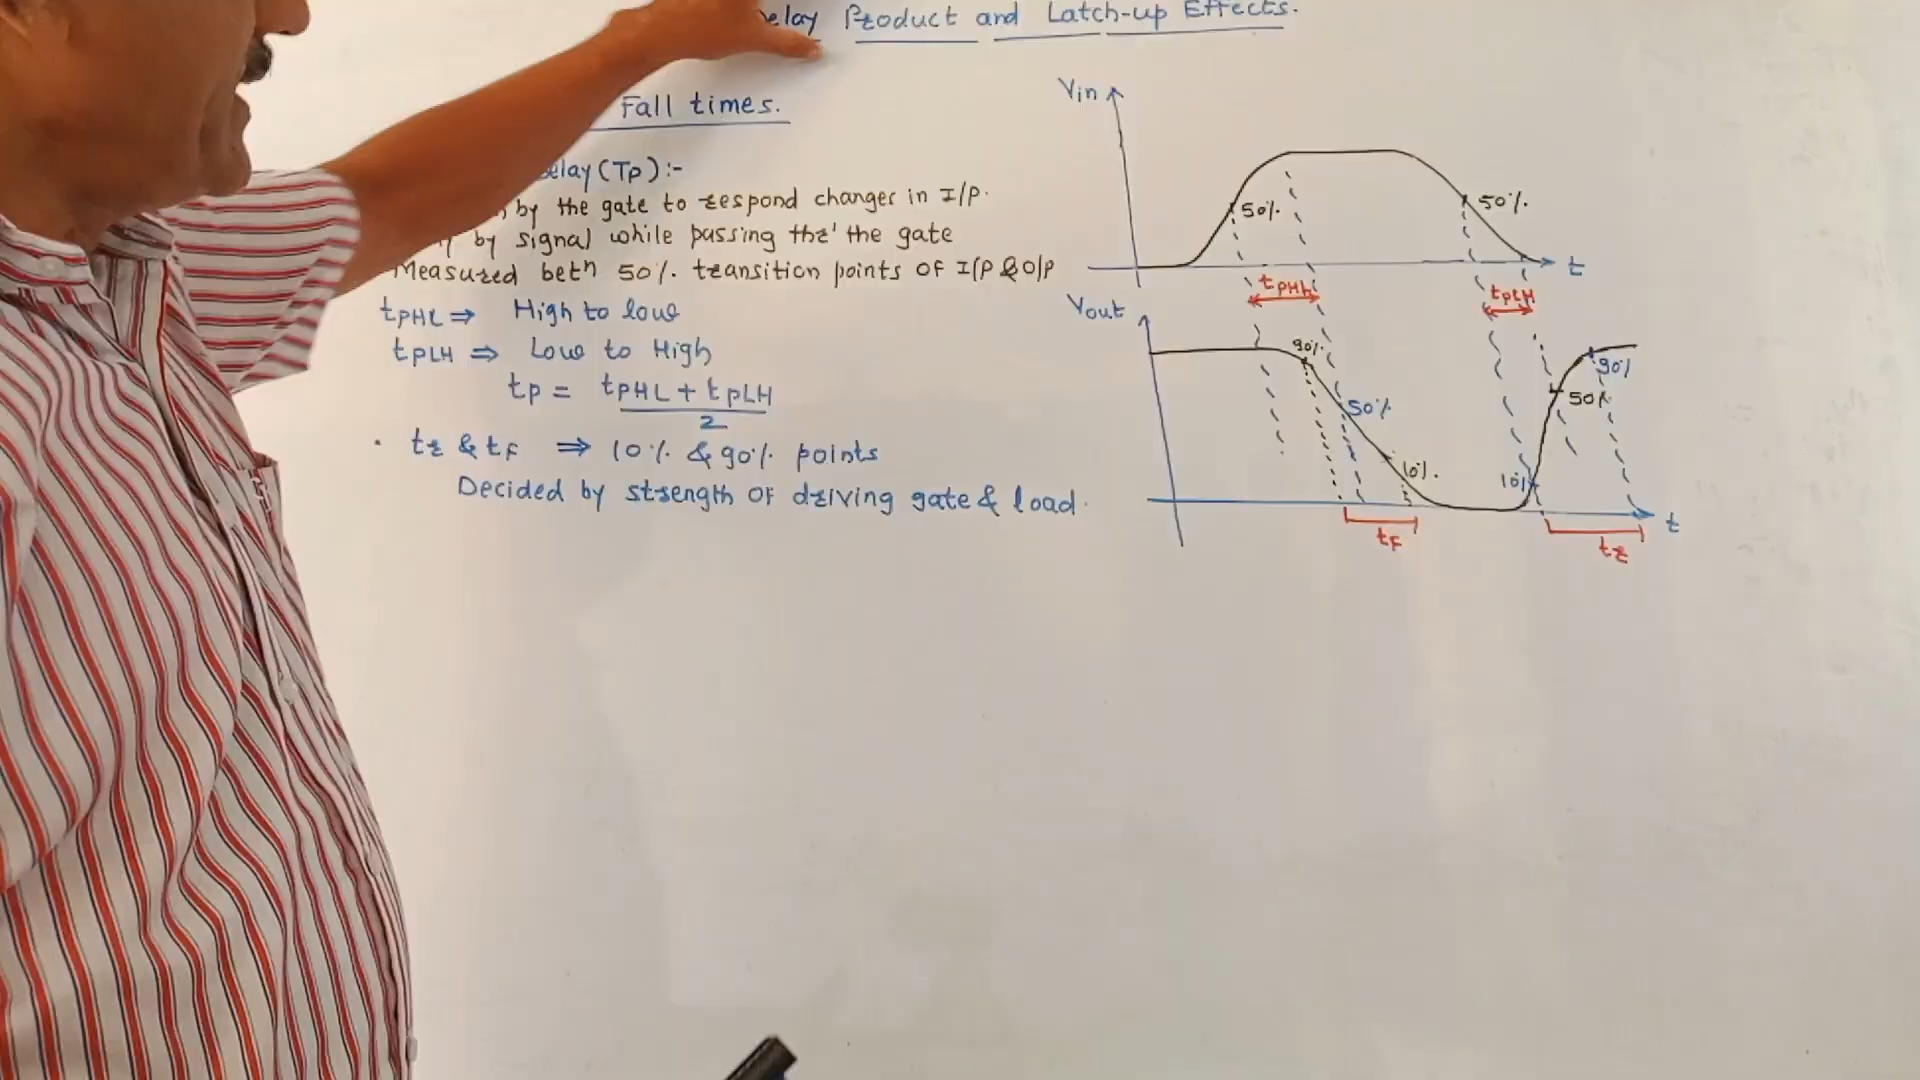 elay Product and Latch-up Effects.
Fall times.
elay (Tp) :-
by the gate to respond changes in I/P.
by signal while passing thr' the gate
Measured betn 50% transition points of I/P & O/P
tPHL ⇒ High to low
tPLH ⇒ Low to High
tp = tPHL + tPLH
2
· tr & tF ⇒ 10% & 90% points
Decided by strength of driving gate & load.
Vin
50%.
50%.
t
tPHL
tPLH
Vout
90%.
90%
50%
50%
10%.
10%
t
tF
tr